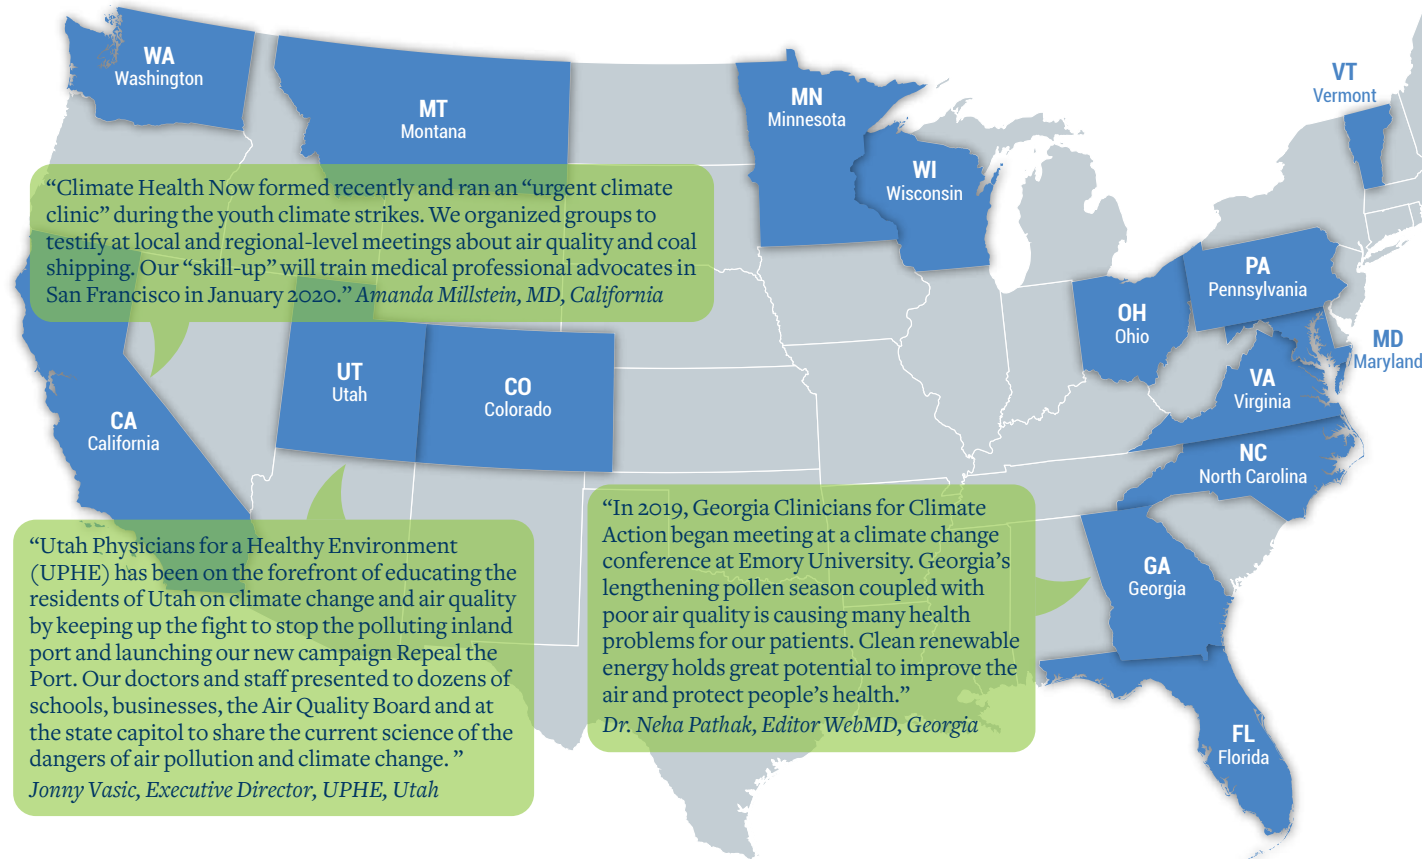 WA
Washington
MT
Montana
MN
Minnesota
WI
Wisconsin
VT
Vermont
“Climate Health Now formed recently and ran an “urgent climate
clinic” during the youth climate strikes. We organized groups to
testify at local and regional-level meetings about air quality and coal
shipping. Our “skill-up” will train medical professional advocates in
San Francisco in January 2020.” Amanda Millstein, MD, California
PA
Pennsylvania
OH
Ohio
MD
Maryland
UT
Utah
CO
Colorado
VA
Virginia
CA
California
NC
North Carolina
“Utah Physicians for a Healthy Environment
(UPHE) has been on the forefront of educating the
residents of Utah on climate change and air quality
by keeping up the fight to stop the polluting inland
port and launching our new campaign Repeal the
Port. Our doctors and staff presented to dozens of
schools, businesses, the Air Quality Board and at
the state capitol to share the current science of the
dangers of air pollution and climate change. ”
Jonny Vasic, Executive Director, UPHE, Utah
“In 2019, Georgia Clinicians for Climate
Action began meeting at a climate change
conference at Emory University. Georgia’s
lengthening pollen season coupled with
poor air quality is causing many health
problems for our patients. Clean renewable
energy holds great potential to improve the
air and protect people’s health.”
Dr. Neha Pathak, Editor WebMD, Georgia
GA
Georgia
FL
Florida